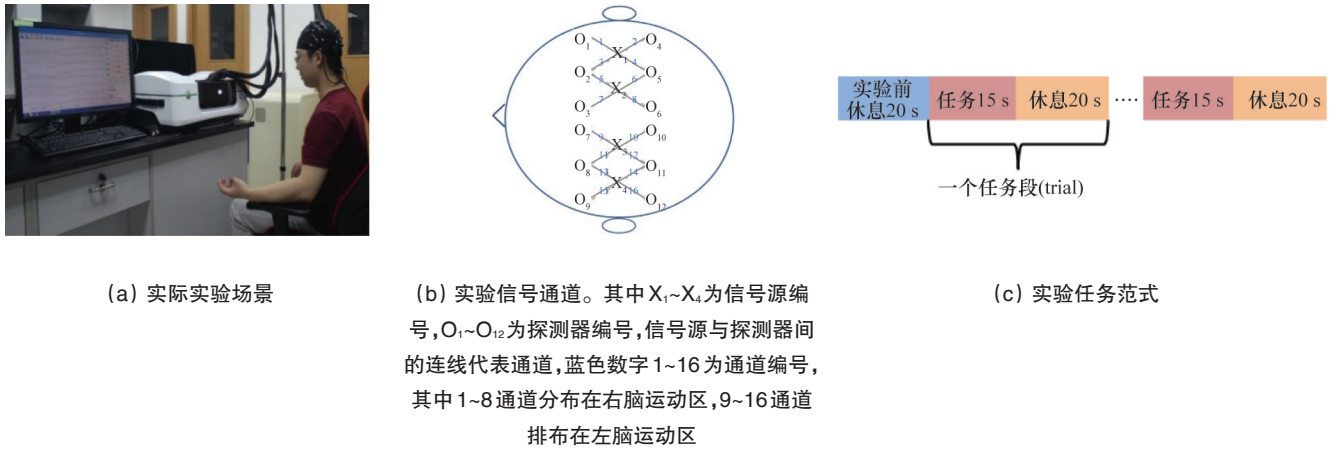 O₁ 1 2 O₄
X₁
3 4
O₂ O₅
5 6
X₂
7 8
O₃ O₆
O₇ 9 10 O₁₀
X₃
11 12
O₈ O₁₁
13 14
X₄
15 16
O₉ O₁₂
实验前
休息20 s
任务15 s 休息20 s ···· 任务15 s 休息20 s
一个任务段(trial)
(a) 实际实验场景
(b) 实验信号通道。其中X₁~X₄为信号源编
号,O₁~O₁₂为探测器编号,信号源与探测器间
的连线代表通道,蓝色数字1~16为通道编号,
其中1~8通道分布在右脑运动区,9~16通道
排布在左脑运动区
(c) 实验任务范式